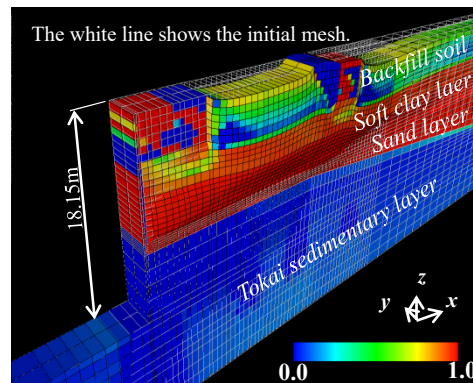 The white line shows the initial mesh.
Backfill soil
Soft clay laer
Sand layer
18.15m
Tokai sedimentary layer
z
y
x
0.0
1.0